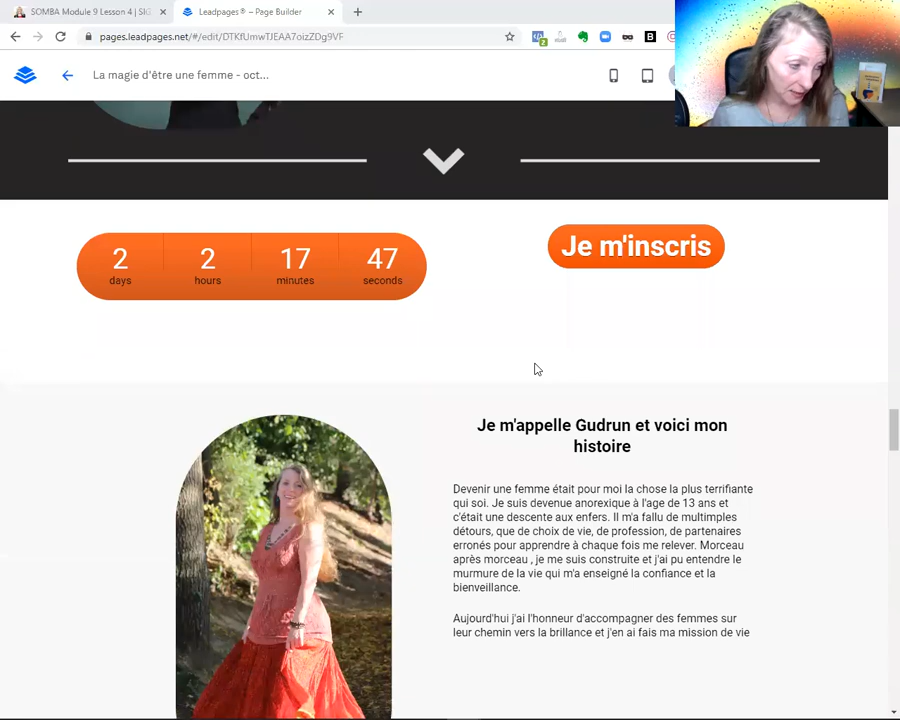 SOMBA Module 9 Lesson 4 | Sk
Leadpages® – Page Builder
pages.leadpages.net/#/edit/DTKfUmwTJEAA7oizZDg9VF
La magie d'être une femme - oct...
2 2 17 47
days hours minutes seconds
Je m'inscris
Je m'appelle Gudrun et voici mon
histoire
Devenir une femme était pour moi la chose la plus terrifiante
qui soi. Je suis devenue anorexique à l'age de 13 ans et
c'était une descente aux enfers. Il m'a fallu de multimples
détours, que de choix de vie, de profession, de partenaires
erronés pour apprendre à chaque fois me relever. Morceau
après morceau , je me suis construite et j'ai pu entendre le
murmure de la vie qui m'a enseigné la confiance et la
bienveillance.
Aujourd'hui j'ai l'honneur d'accompagner des femmes sur
leur chemin vers la brillance et j'en ai fais ma mission de vie